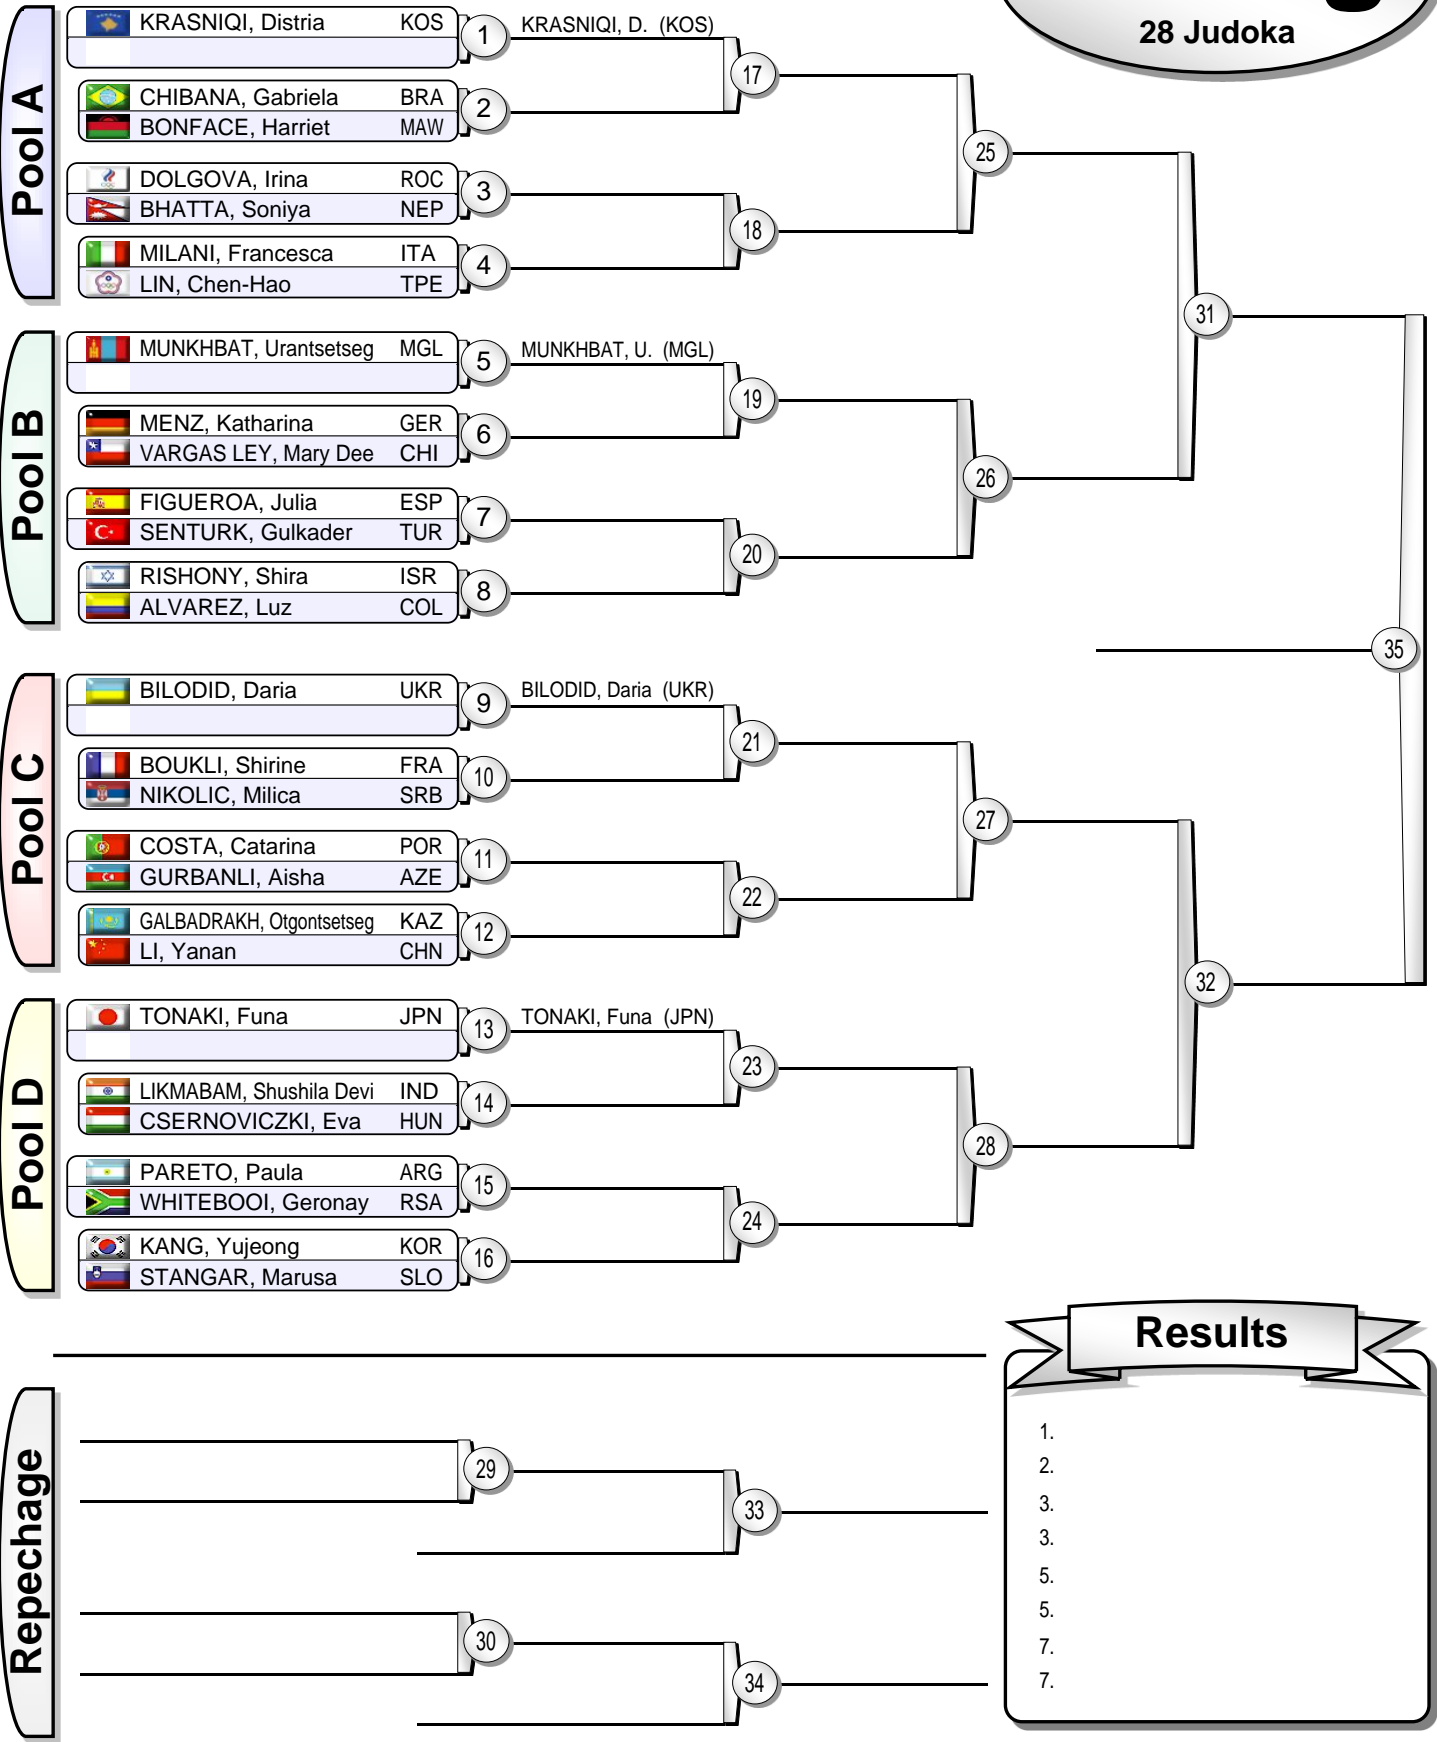 28 Judoka
Pool A
KRASNIQI, Distria KOS
1
KRASNIQI, D. (KOS)
CHIBANA, Gabriela BRA
BONFACE, Harriet MAW
2
17
DOLGOVA, Irina ROC
BHATTA, Soniya NEP
3
MILANI, Francesca ITA
LIN, Chen-Hao TPE
4
18
25
Pool B
MUNKHBAT, Urantsetseg MGL
5
MUNKHBAT, U. (MGL)
MENZ, Katharina GER
VARGAS LEY, Mary Dee CHI
6
19
FIGUEROA, Julia ESP
SENTURK, Gulkader TUR
7
RISHONY, Shira ISR
ALVAREZ, Luz COL
8
20
26
31
35
Pool C
BILODID, Daria UKR
9
BILODID, Daria (UKR)
BOUKLI, Shirine FRA
NIKOLIC, Milica SRB
10
21
COSTA, Catarina POR
GURBANLI, Aisha AZE
11
GALBADRAKH, Otgontsetseg KAZ
LI, Yanan CHN
12
22
27
Pool D
TONAKI, Funa JPN
13
TONAKI, Funa (JPN)
LIKMABAM, Shushila Devi IND
CSERNOVICZKI, Eva HUN
14
23
PARETO, Paula ARG
WHITEBOOI, Geronay RSA
15
KANG, Yujeong KOR
STANGAR, Marusa SLO
16
24
28
32
Repechage
29
33
30
34
Results
1.
2.
3.
3.
5.
5.
7.
7.